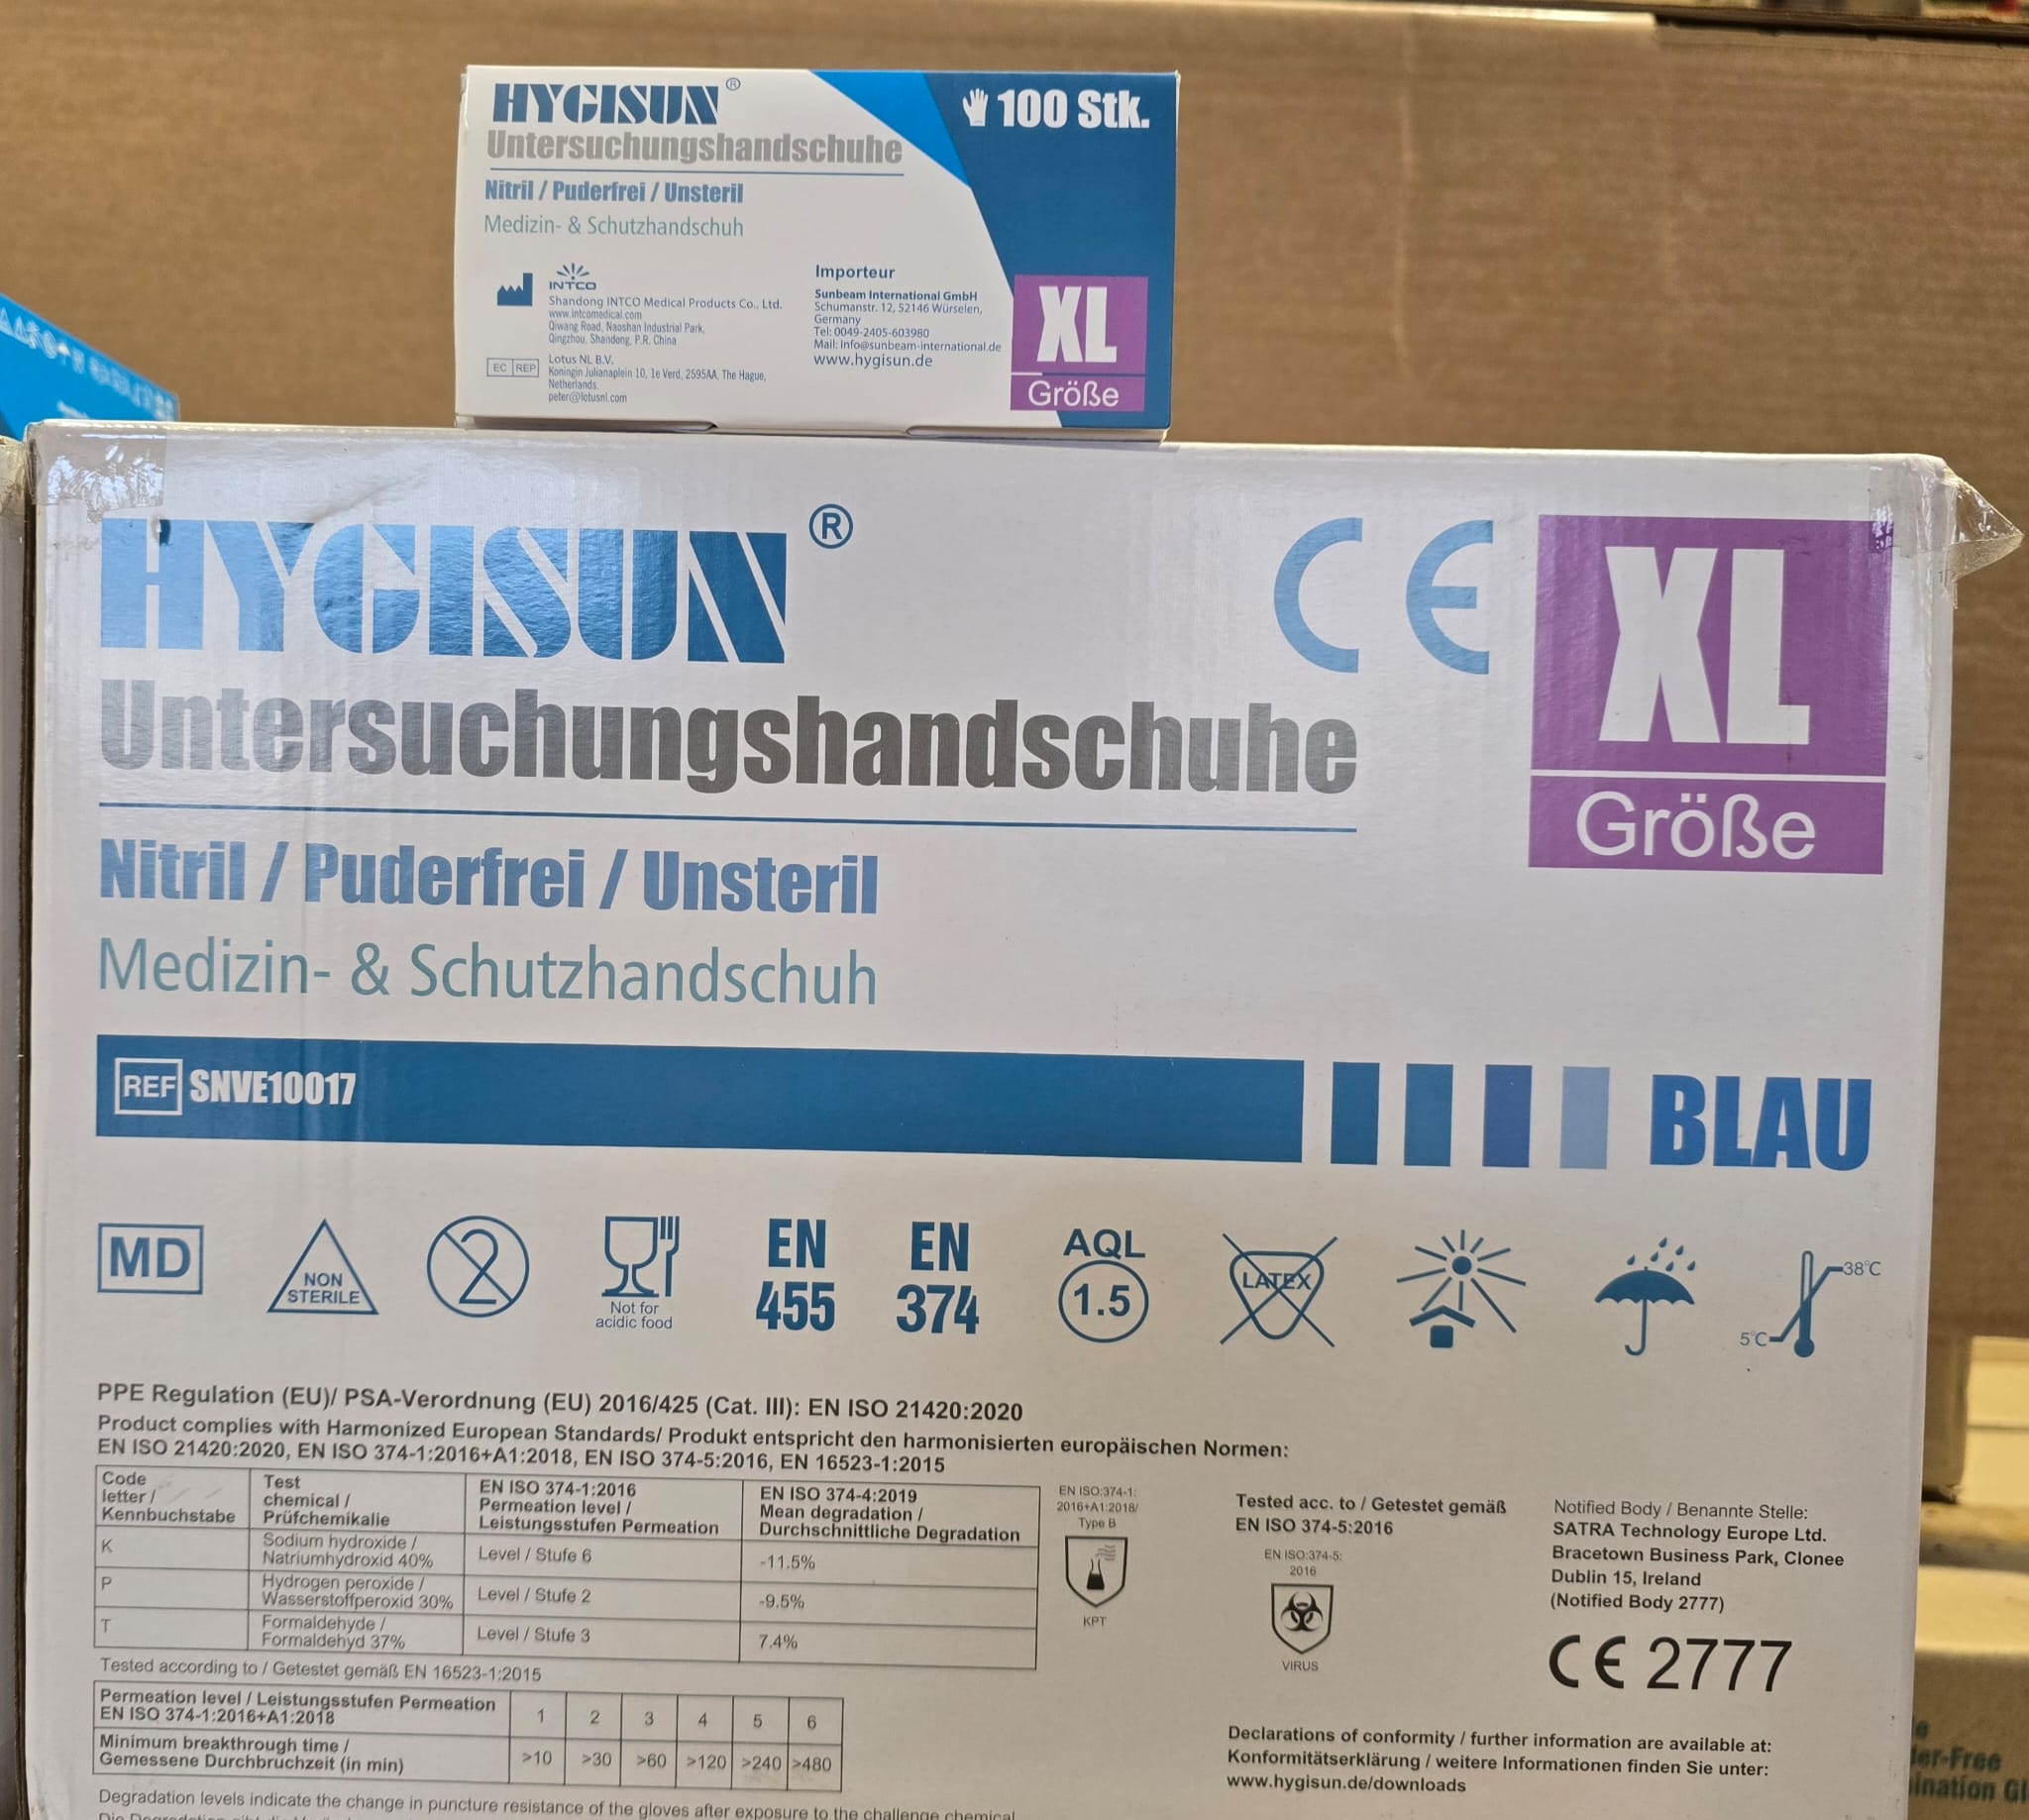 HYGISUN®
Untersuchungshandschuhe
Nitril / Puderfrei / Unsteril
Medizin- & Schutzhandschuh
100 Stk.
INTCO
Shandong INTCO Medical Products Co., Ltd.
www.intcomedical.com
Qiwang Road, Naoshan Industrial Park,
Qingzhou, Shandong, P.R. China
EC REP
Lotus NL B.V.
Koningin Julianaplein 10, 1e Verd, 2595AA, The Hague,
Netherlands.
peter@lotusnl.com
Importeur
Sunbeam International GmbH
Schumanstr. 12, 52146 Würselen,
Germany
Tel: 0049-2405-603980
Mail: Info@sunbeam-international.de
www.hygisun.de
XL
Größe
HYGISUN®
CE
XL
Größe
Untersuchungshandschuhe
Nitril / Puderfrei / Unsteril
Medizin- & Schutzhandschuh
REF SNVE10017
BLAU
MD
NON
STERILE
2
Not for
acidic food
EN
455
EN
374
AQL
1.5
LATEX
38°C
5°C
PPE Regulation (EU)/ PSA-Verordnung (EU) 2016/425 (Cat. III): EN ISO 21420:2020
Product complies with Harmonized European Standards/ Produkt entspricht den harmonisierten europäischen Normen:
EN ISO 21420:2020, EN ISO 374-1:2016+A1:2018, EN ISO 374-5:2016, EN 16523-1:2015
Code
letter /
Kennbuchstabe
Test
chemical /
Prüfchemikalie
EN ISO 374-1:2016
Permeation level /
Leistungsstufen Permeation
EN ISO 374-4:2019
Mean degradation /
Durchschnittliche Degradation
K
Sodium hydroxide /
Natriumhydroxid 40%
Level / Stufe 6
-11.5%
P
Hydrogen peroxide /
Wasserstoffperoxid 30%
Level / Stufe 2
-9.5%
T
Formaldehyde /
Formaldehyd 37%
Level / Stufe 3
7.4%
Tested according to / Getestet gemäß EN 16523-1:2015
Permeation level / Leistungsstufen Permeation
EN ISO 374-1:2016+A1:2018
1 2 3 4 5 6
Minimum breakthrough time /
Gemessene Durchbruchzeit (in min)
>10 >30 >60 >120 >240 >480
Degradation levels indicate the change in puncture resistance of the gloves after exposure to the challenge chemical.
EN ISO:374-1:
2016+A1:2018/
Type B
KPT
Tested acc. to / Getestet gemäß
EN ISO 374-5:2016
EN ISO:374-5:
2016
VIRUS
Notified Body / Benannte Stelle:
SATRA Technology Europe Ltd.
Bracetown Business Park, Clonee
Dublin 15, Ireland
(Notified Body 2777)
CE 2777
Declarations of conformity / further information are available at:
Konformitätserklärung / weitere Informationen finden Sie unter:
www.hygisun.de/downloads
der-Free
ination Gl